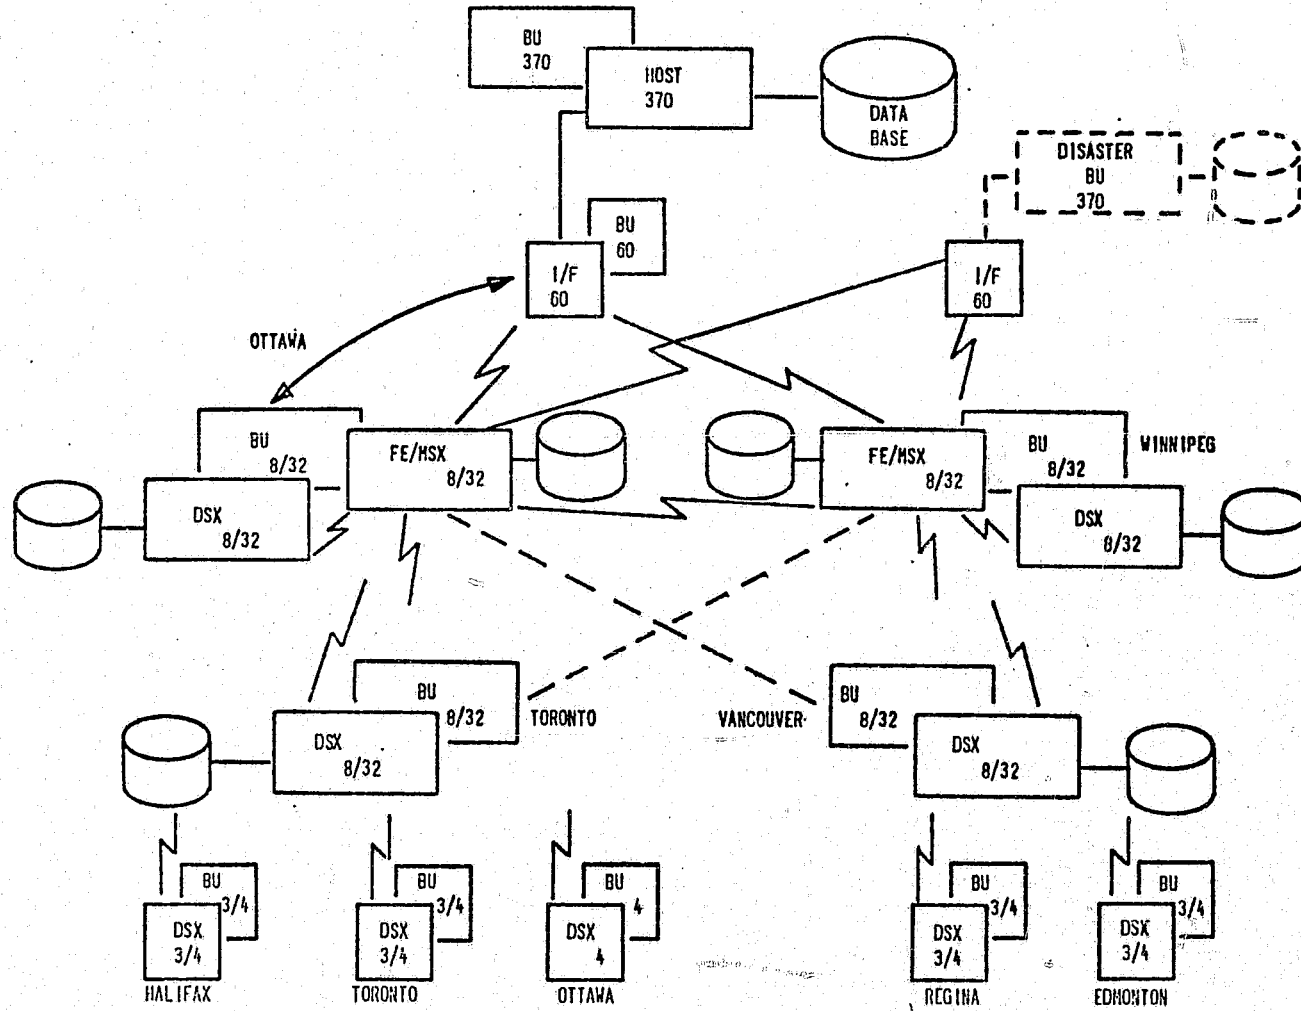 BU
370
HOST
370
DATA
BASE
DISASTER
BU
370
BU
60
I/F
60
I/F
60
OTTAWA
BU
8/32
FE/MSX
8/32
FE/MSX
8/32
BU
8/32
WINNIPEG
DSX
8/32
DSX
8/32
BU
8/32
TORONTO
VANCOUVER
BU
8/32
DSX
8/32
DSX
8/32
BU
3/4
BU
3/4
BU
4
BU
3/4
BU
3/4
DSX
3/4
DSX
3/4
DSX
4
DSX
3/4
DSX
3/4
HALIFAX
TORONTO
OTTAWA
REGINA
EDMONTON